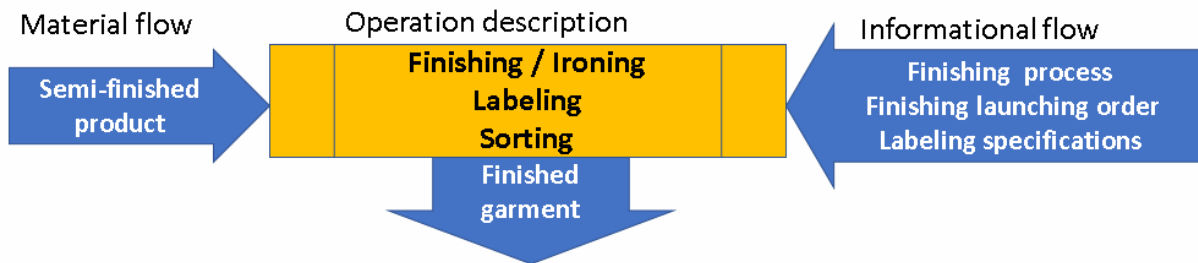 Material flow
Operation description
Informational flow
Semi-finished
product
Finishing / Ironing
Labeling
Sorting
Finishing process
Finishing launching order
Labeling specifications
Finished
garment